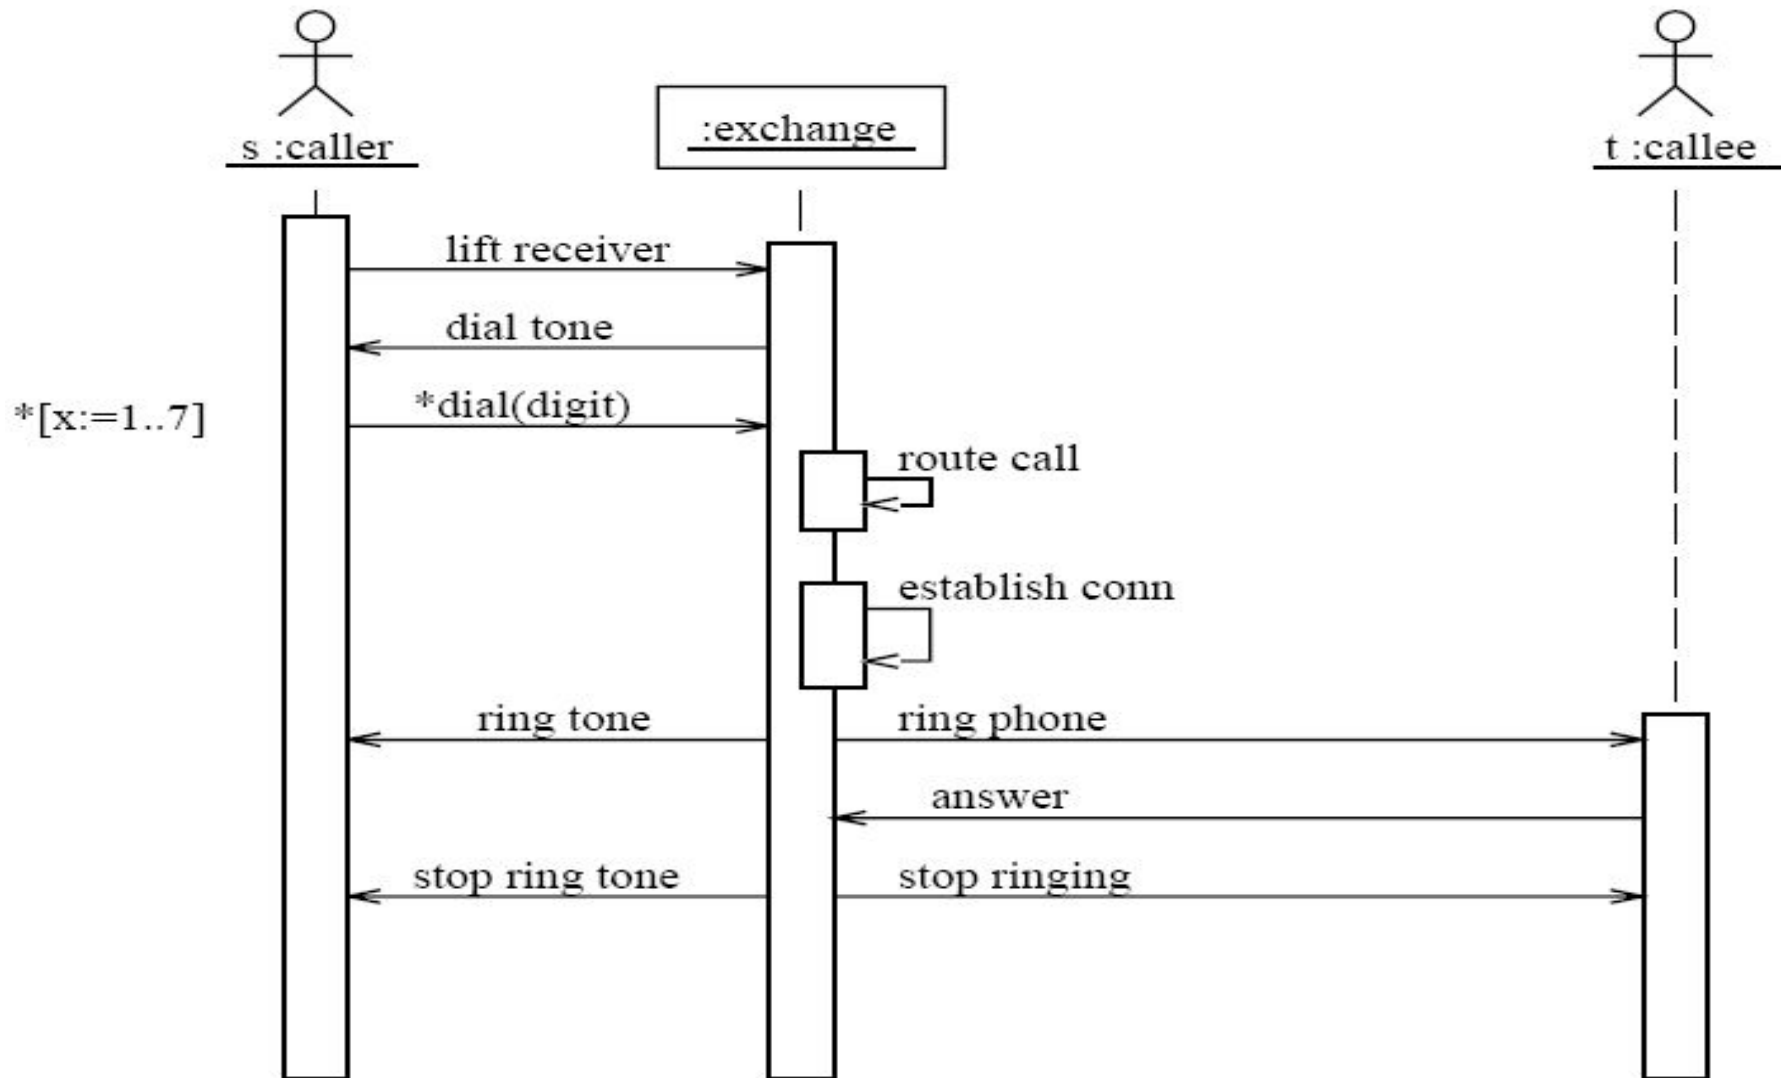 s :caller
:exchange
t :callee
lift receiver
dial tone
*[x:=1..7]
*dial(digit)
route call
establish conn
ring tone
ring phone
answer
stop ring tone
stop ringing